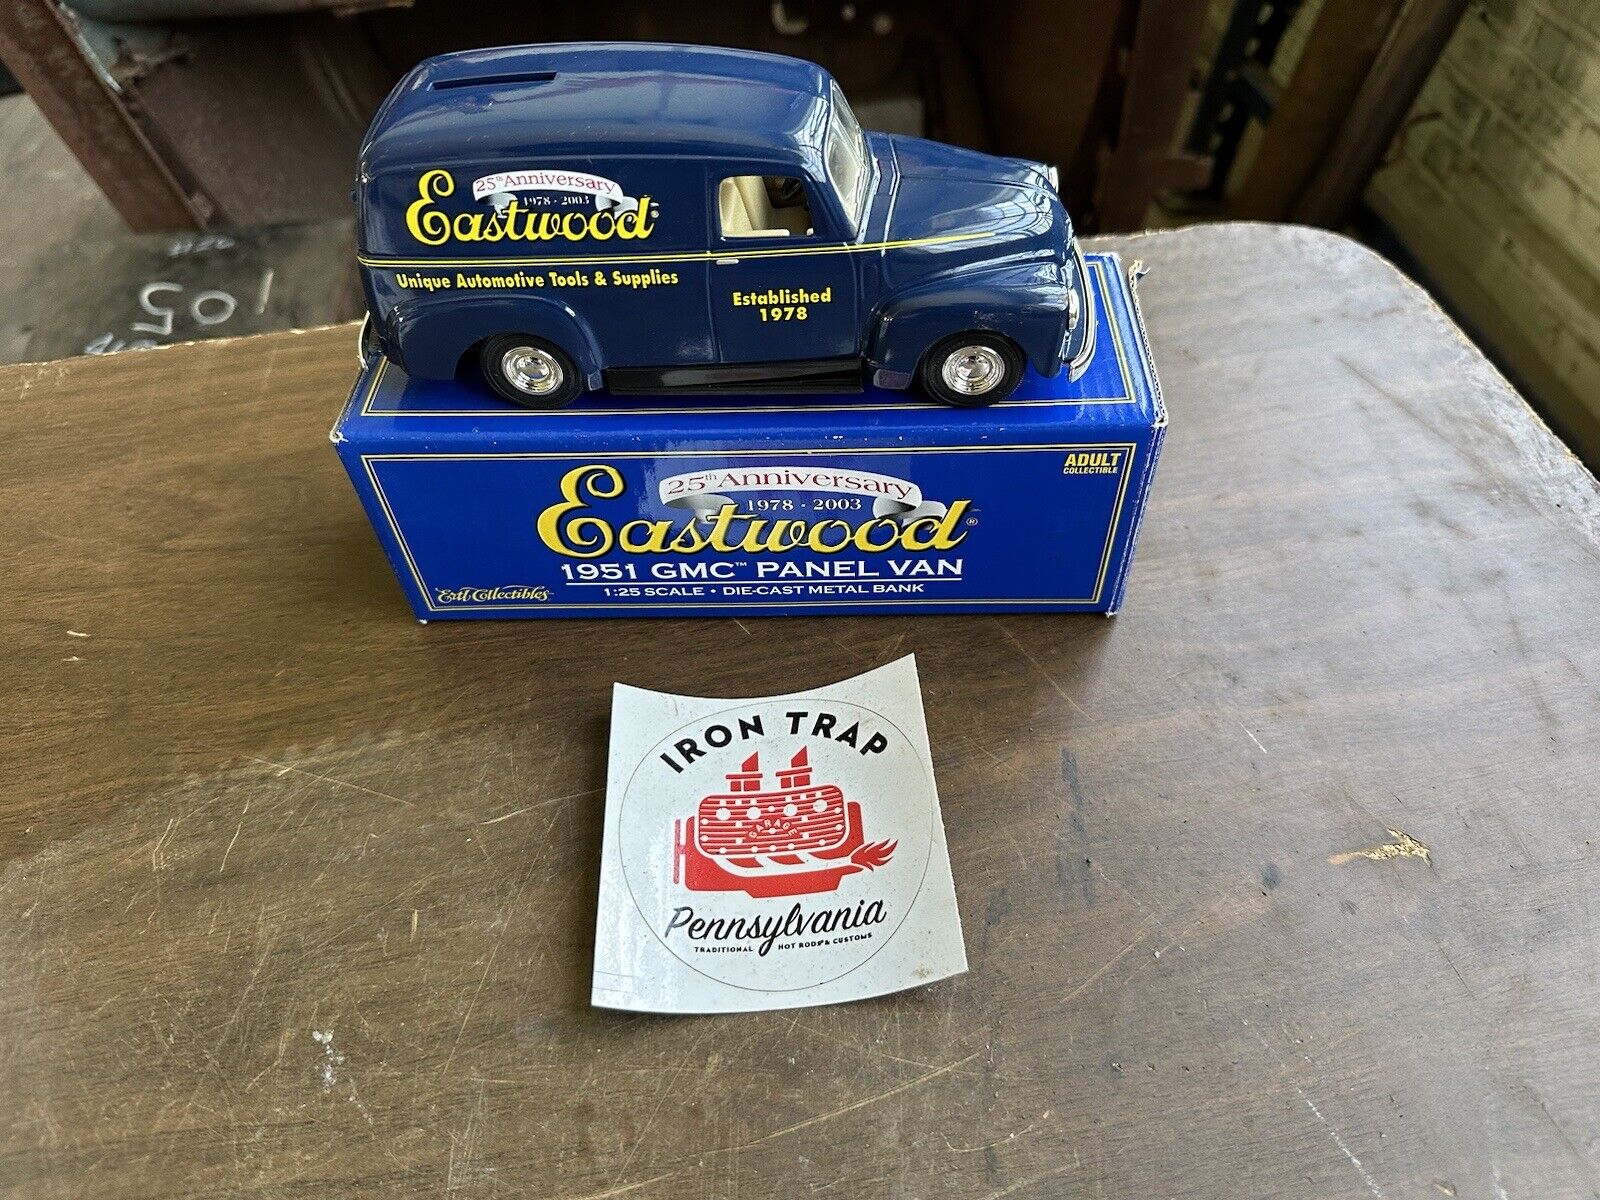 25th Anniversary
1978 - 2003
Eastwood®
Unique Automotive Tools & Supplies
Established
1978
105
ADULT
COLLECTIBLE
25th Anniversary
1978 - 2003
Eastwood®
1951 GMC™ PANEL VAN
1:25 SCALE • DIE-CAST METAL BANK
Ertl Collectibles
IRON TRAP
GARAGE
Pennsylvania
TRADITIONAL HOT RODS & CUSTOMS